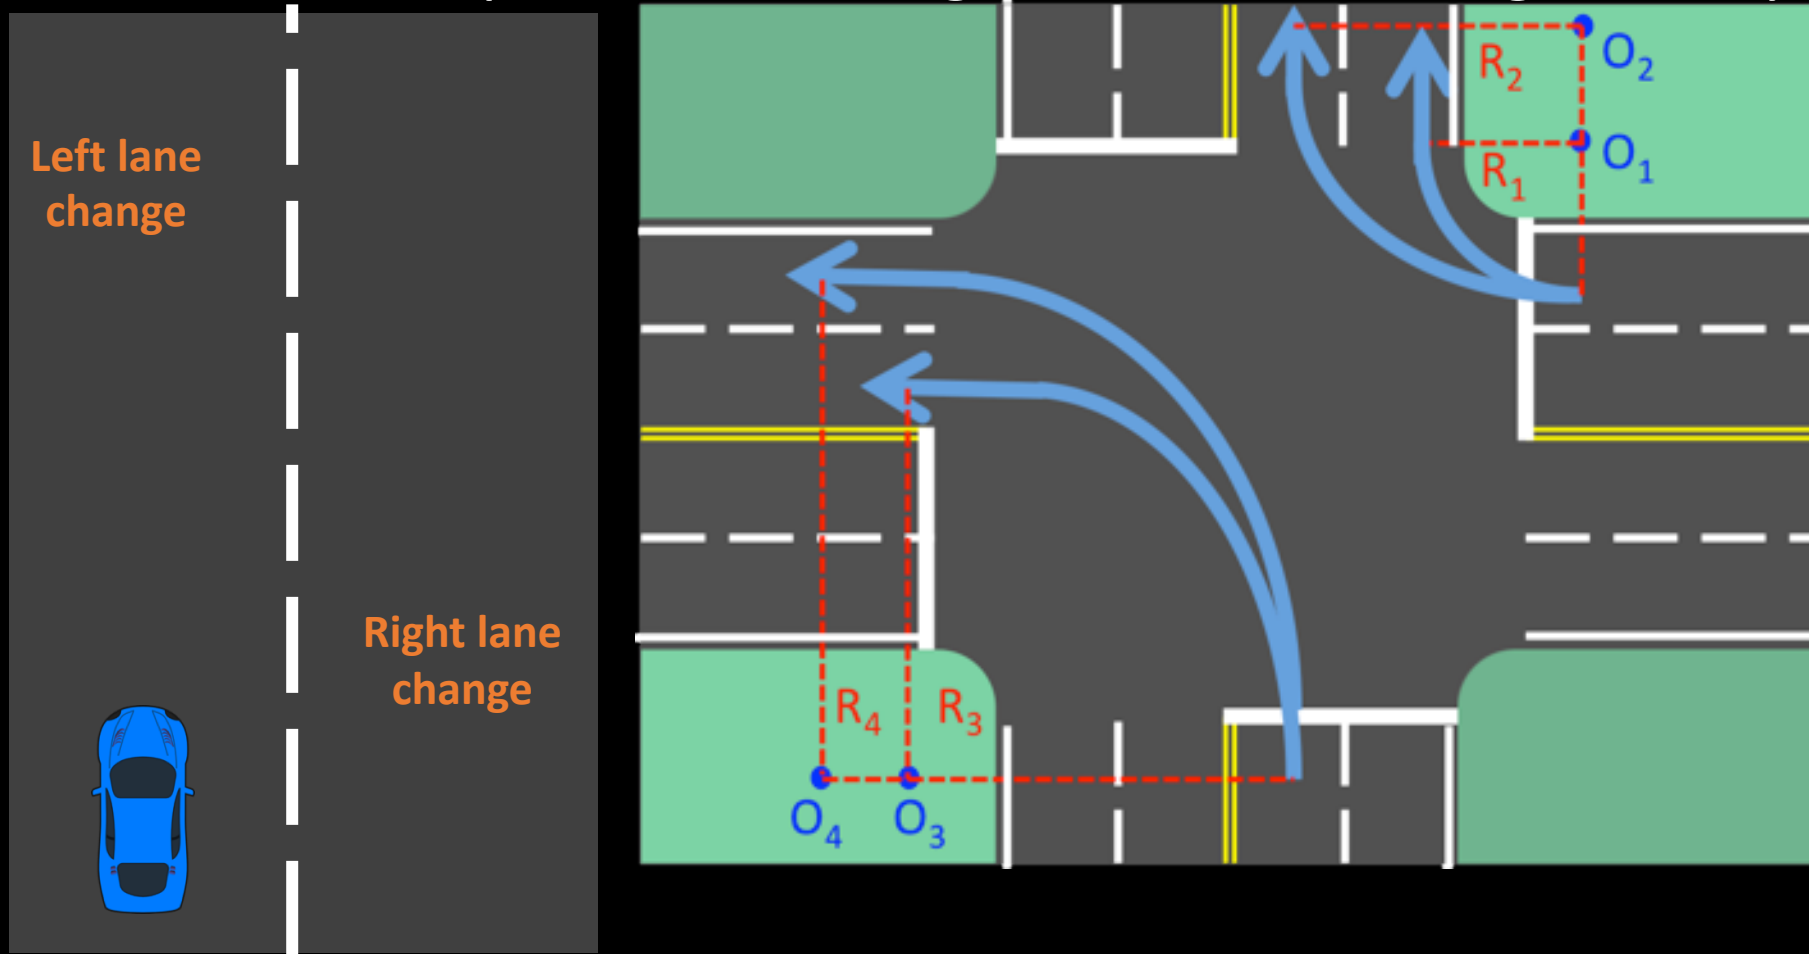 Left lane
change
Right lane
change
R₂
O₂
R₁
O₁
R₄
R₃
O₄
O₃